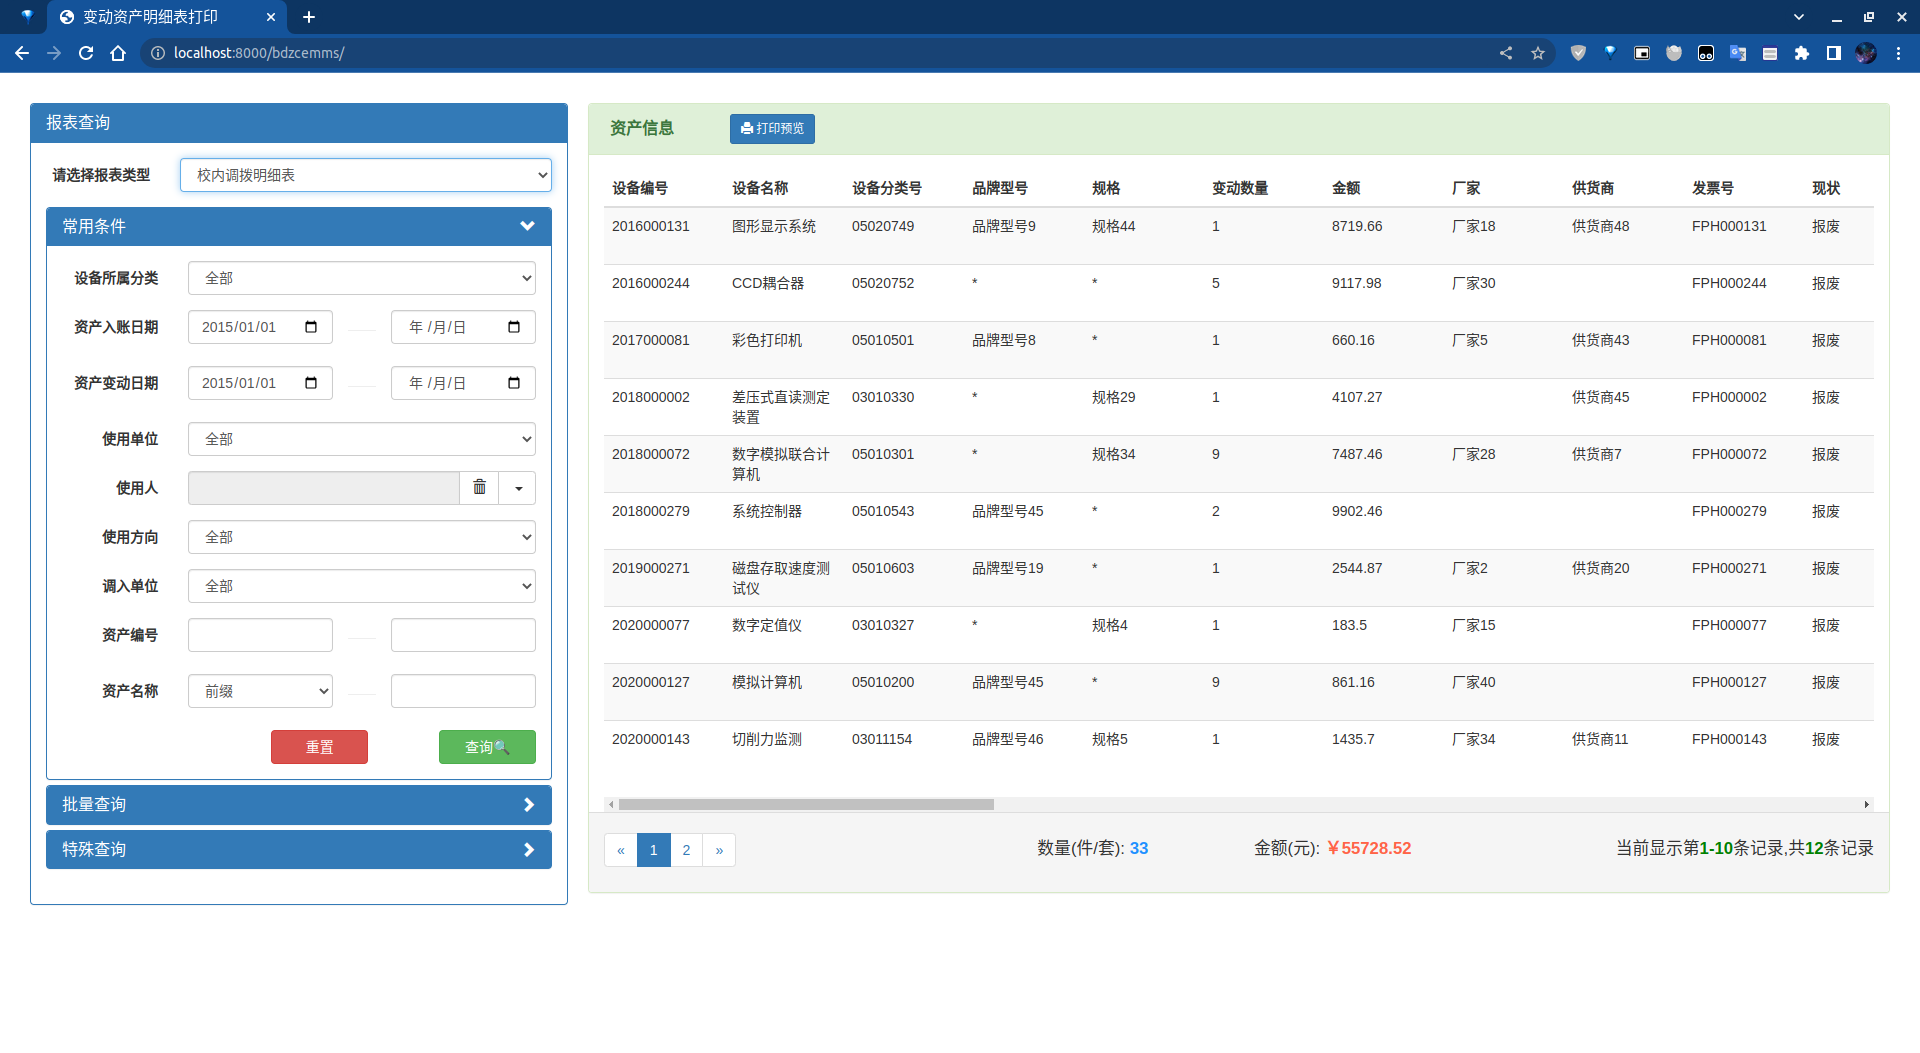 变动资产明细表打印
localhost:8000/bdzcemms/
报表查询
请选择报表类型 校内调拨明细表
常用条件
设备所属分类 全部
资产入账日期 2015/01/01 年 /月/日
资产变动日期 2015/01/01 年 /月/日
使用单位 全部
使用人
使用方向 全部
调入单位 全部
资产编号
资产名称 前缀
重置 查询
批量查询
特殊查询
资产信息 打印预览
设备编号 设备名称 设备分类号 品牌型号 规格 变动数量 金额 厂家 供货商 发票号 现状
2016000131 图形显示系统 05020749 品牌型号9 规格44 1 8719.66 厂家18 供货商48 FPH000131 报废
2016000244 CCD耦合器 05020752 * * 5 9117.98 厂家30 FPH000244 报废
2017000081 彩色打印机 05010501 品牌型号8 * 1 660.16 厂家5 供货商43 FPH000081 报废
2018000002 差压式直读测定 03010330 * 规格29 1 4107.27 供货商45 FPH000002 报废
装置
2018000072 数字模拟联合计 05010301 * 规格34 9 7487.46 厂家28 供货商7 FPH000072 报废
算机
2018000279 系统控制器 05010543 品牌型号45 * 2 9902.46 FPH000279 报废
2019000271 磁盘存取速度测 05010603 品牌型号19 * 1 2544.87 厂家2 供货商20 FPH000271 报废
试仪
2020000077 数字定值仪 03010327 * 规格4 1 183.5 厂家15 FPH000077 报废
2020000127 模拟计算机 05010200 品牌型号45 * 9 861.16 厂家40 FPH000127 报废
2020000143 切削力监测 03011154 品牌型号46 规格5 1 1435.7 厂家34 供货商11 FPH000143 报废
« 1 2 » 数量(件/套): 33 金额(元): ￥55728.52 当前显示第1-10条记录,共12条记录